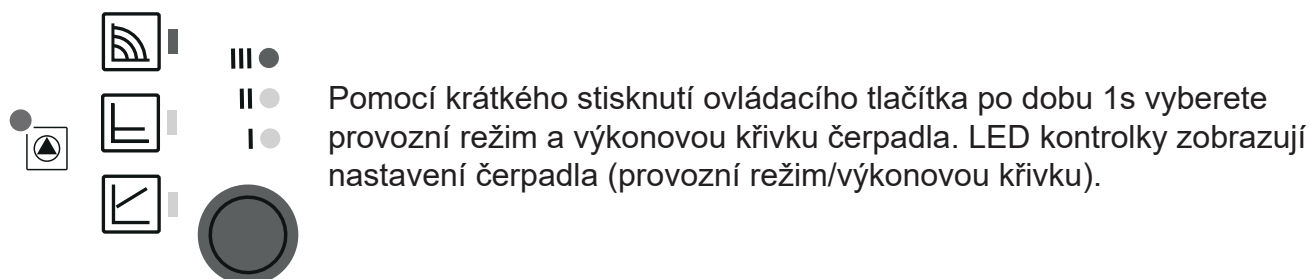 III
II
I
Pomocí krátkého stisknutí ovládacího tlačítka po dobu 1s vyberete
provozní režim a výkonovou křivku čerpadla. LED kontrolky zobrazují
nastavení čerpadla (provozní režim/výkonovou křivku).